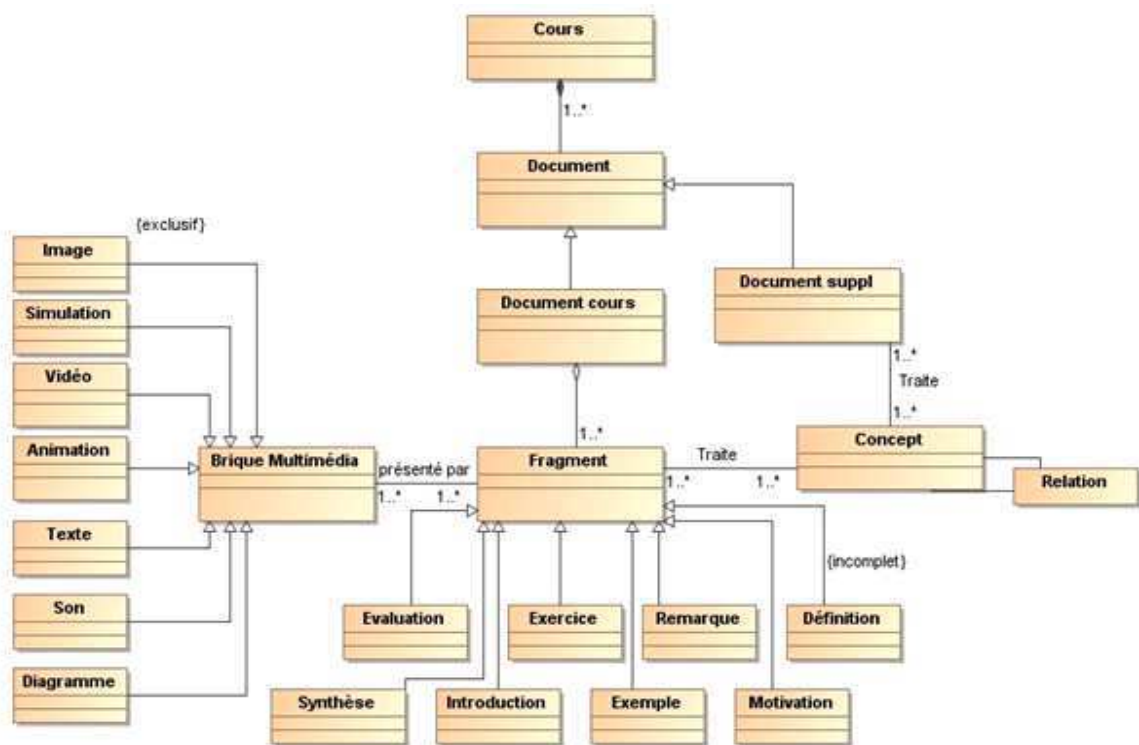 Cours
1..*
Document
{exclusif}
Image
Document suppl
Document cours
Simulation
1..*
Vidéo
Traite
1..*
1..*
Animation
Brique Multimédia
présenté par
1..*
1..*
Fragment
Traite
1..*
1..*
Concept
Relation
Texte
{incomplet}
Son
Evaluation
Exercice
Remarque
Définition
Diagramme
Synthèse
Introduction
Exemple
Motivation